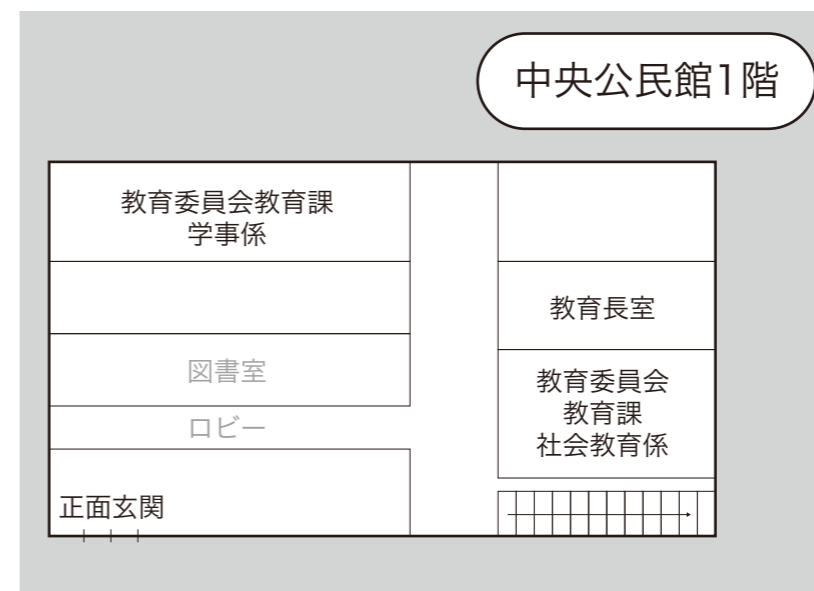 中央公民館1階
教育委員会教育課
学事係
教育長室
図書室
教育委員会
教育課
社会教育係
ロビー
正面玄関